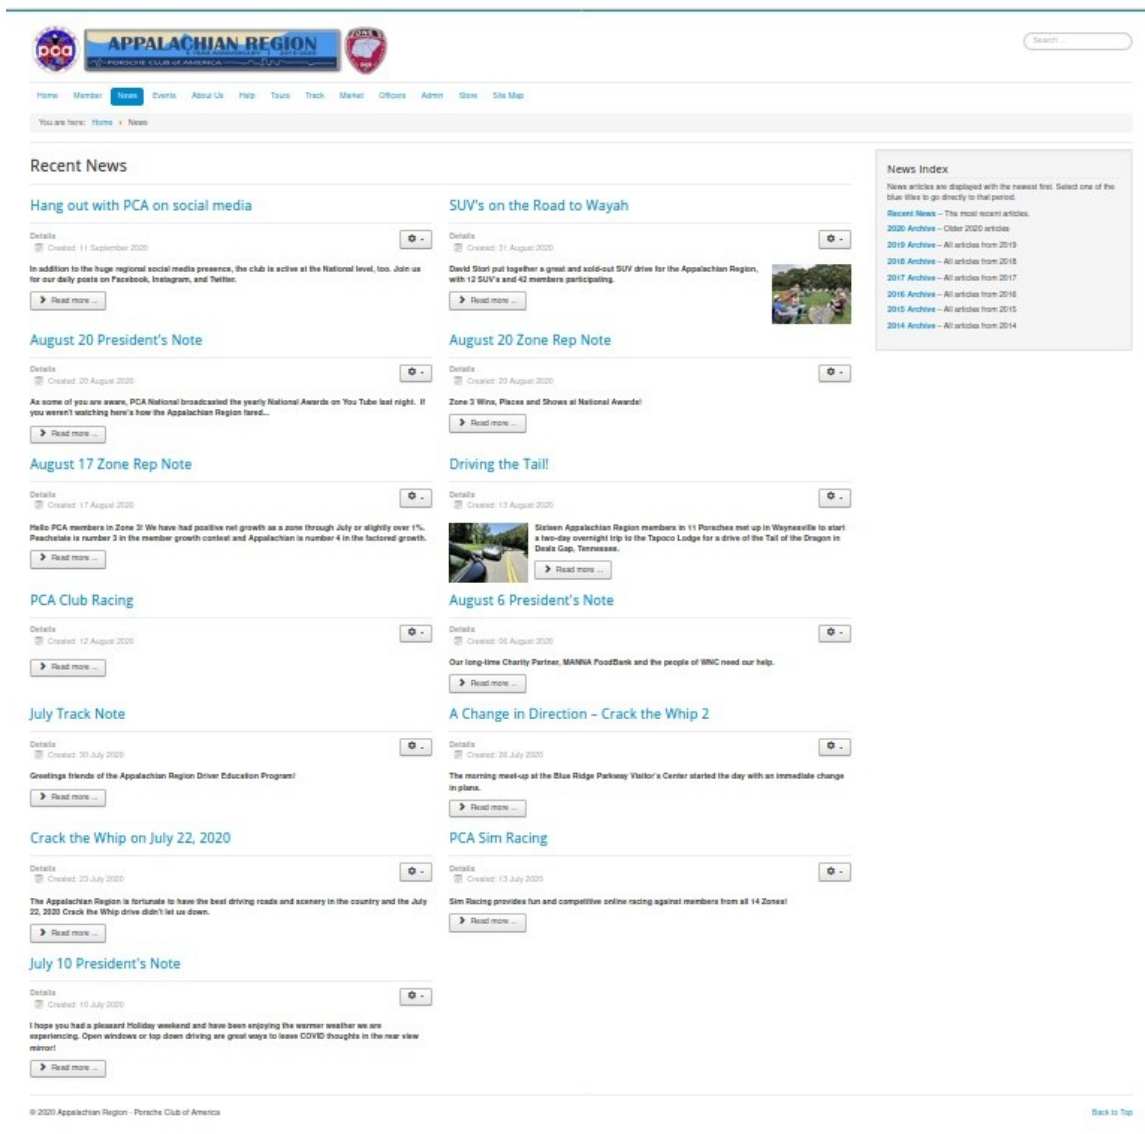 pca
APPALACHIAN REGION
5 YEAR ANNIVERSARY | 2015-2020
PORSCHE CLUB of AMERICA
ZONE 3
Search ...
Home Member News Events About Us Help Tours Track Market Officers Admin Store Site Map
You are here: Home News
Recent News
Hang out with PCA on social media
Details
Created: 11 September 2020
In addition to the huge regional social media presence, the club is active at the National level, too. Join us
for our daily posts on Facebook, Instagram, and Twitter.
Read more ...
SUV's on the Road to Wayah
Details
Created: 31 August 2020
David Stori put together a great and sold-out SUV drive for the Appalachian Region,
with 12 SUV's and 42 members participating.
Read more ...
August 20 President's Note
Details
Created: 20 August 2020
As some of you are aware, PCA National broadcasted the yearly National Awards on You Tube last night. If
you weren't watching here's how the Appalachian Region fared...
Read more ...
August 20 Zone Rep Note
Details
Created: 20 August 2020
Zone 3 Wins, Places and Shows at National Awards!
Read more ...
August 17 Zone Rep Note
Details
Created: 17 August 2020
Hello PCA members in Zone 3! We have had positive net growth as a zone through July or slightly over 1%.
Peachstate is number 3 in the member growth contest and Appalachian is number 4 in the factored growth.
Read more ...
Driving the Tail!
Details
Created: 13 August 2020
Sixteen Appalachian Region members in 11 Porsches met up in Waynesville to start
a two-day overnight trip to the Tapoco Lodge for a drive of the Tail of the Dragon in
Deals Gap, Tennessee.
Read more ...
PCA Club Racing
Details
Created: 12 August 2020
Read more ...
August 6 President's Note
Details
Created: 06 August 2020
Our long-time Charity Partner, MANNA FoodBank and the people of WNC need our help.
Read more ...
July Track Note
Details
Created: 30 July 2020
Greetings friends of the Appalachian Region Driver Education Program!
Read more ...
A Change in Direction – Crack the Whip 2
Details
Created: 26 July 2020
The morning meet-up at the Blue Ridge Parkway Visitor's Center started the day with an immediate change
in plans.
Read more ...
Crack the Whip on July 22, 2020
Details
Created: 23 July 2020
The Appalachian Region is fortunate to have the best driving roads and scenery in the country and the July
22, 2020 Crack the Whip drive didn't let us down.
Read more ...
PCA Sim Racing
Details
Created: 13 July 2020
Sim Racing provides fun and competitive online racing against members from all 14 Zones!
Read more ...
July 10 President's Note
Details
Created: 10 July 2020
I hope you had a pleasant Holiday weekend and have been enjoying the warmer weather we are
experiencing. Open windows or top down driving are great ways to leave COVID thoughts in the rear view
mirror!
Read more ...
News Index
News articles are displayed with the newest first. Select one of the
blue titles to go directly to that period.
Recent News – The most recent articles.
2020 Archive – Older 2020 articles
2019 Archive – All articles from 2019
2018 Archive – All articles from 2018
2017 Archive – All articles from 2017
2016 Archive – All articles from 2016
2015 Archive – All articles from 2015
2014 Archive – All articles from 2014
© 2020 Appalachian Region - Porsche Club of America
Back to Top